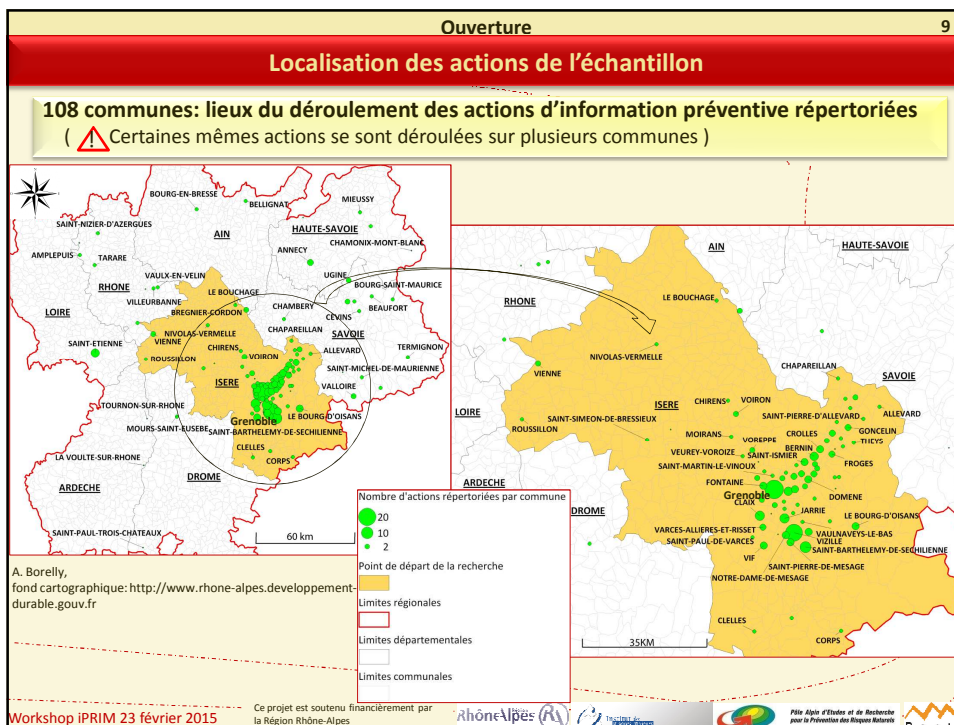 Ouverture
9
Localisation des actions de l'échantillon
108 communes: lieux du déroulement des actions d'information préventive répertoriées
( Certaines mêmes actions se sont déroulées sur plusieurs communes )
BOURG-EN-BRESSE
BELLIGNAT
MIEUSSY
SAINT-NIZIER-D'AZERGUES
AIN
HAUTE-SAVOIE
CHAMONIX-MONT-BLANC
AMPLEPUIS
TARARE
ANNECY
VAULX-EN-VELIN
UGINE
RHONE
LE BOUCHAGE
BOURG-SAINT-MAURICE
VILLEURBANNE
BREGNIER-CORDON
CHAMBERY
BEAUFORT
LOIRE
CEVINS
NIVOLAS-VERMELLE
CHAPAREILLAN
SAVOIE
VIENNE
SAINT-ETIENNE
CHIRENS
VOIRON
ALLEVARD
TERMIGNON
ROUSSILLON
SAINT-MICHEL-DE-MAURIENNE
ISERE
VALLOIRE
TOURNON-SUR-RHONE
LE BOURG D'OISANS
Grenoble
MOURS-SAINT-EUSEBE
SAINT-BARTHELEMY-DE-SECHILIENNE
CLELLES
CORPS
LA VOULTE-SUR-RHONE
DROME
ARDECHE
SAINT-PAUL-TROIS-CHATEAUX
60 km
AIN
HAUTE-SAVOIE
RHONE
LE BOUCHAGE
NIVOLAS-VERMELLE
VIENNE
CHAPAREILLAN
SAVOIE
ISERE
CHIRENS
VOIRON
LOIRE
SAINT-PIERRE-D'ALLEVARD
ALLEVARD
SAINT-SIMEON-DE-BRESSIEUX
ROUSSILLON
MOIRANS
VOREPPE
CROLLES
GONCELIN
BERNIN
THEYS
VEUREY-VOROIZE
SAINT-ISMIER
SAINT-MARTIN-LE-VINOUX
FROGES
ARDECHE
FONTAINE
DOMENE
Grenoble
CLAIX
DROME
JARRIE
LE BOURG D'OISANS
VARCES-ALLIERES-ET-RISSET
VAULNAVEYS-LE-BAS
SAINT-PAUL-DE-VARCES
VIZILLE
SAINT-BARTHELEMY-DE-SECHILIENNE
VIF
SAINT-PIERRE-DE-MESAGE
NOTRE-DAME-DE-MESAGE
CLELLES
CORPS
35KM
Nombre d'actions répertoriées par commune
20
10
2
Point de départ de la recherche
Limites régionales
Limites départementales
Limites communales
A. Borelly,
fond cartographique: http://www.rhone-alpes.developpement-
durable.gouv.fr
Workshop iPRIM 23 février 2015
Ce projet est soutenu financièrement par
la Région Rhône-Alpes
RhôneAlpes
Pôle Alpin d'Etudes et de Recherche
pour la Prévention des Risques Naturels